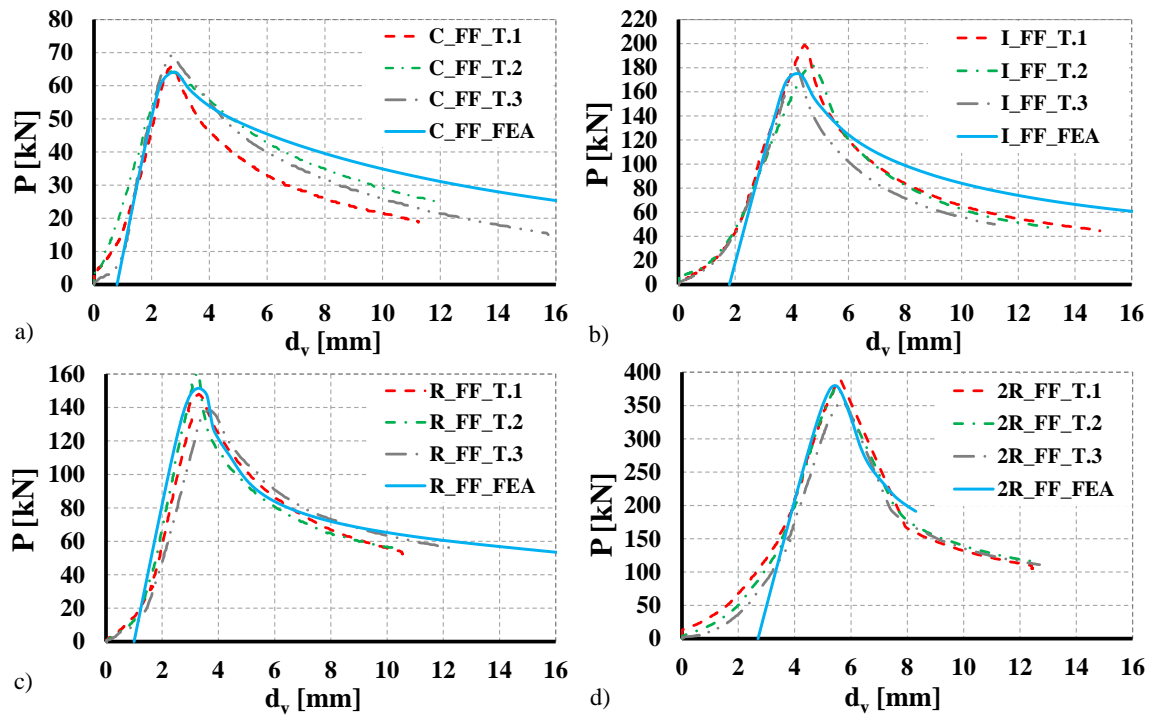 80
70
60
50
40
30
20
10
0
P [kN]
0 2 4 6 8 10 12 14 16
d_v [mm]
C_FF_T.1
C_FF_T.2
C_FF_T.3
C_FF_FEA
a)
220
200
180
160
140
120
100
80
60
40
20
0
P [kN]
0 2 4 6 8 10 12 14 16
d_v [mm]
I_FF_T.1
I_FF_T.2
I_FF_T.3
I_FF_FEA
b)
160
140
120
100
80
60
40
20
0
P [kN]
0 2 4 6 8 10 12 14 16
d_v [mm]
R_FF_T.1
R_FF_T.2
R_FF_T.3
R_FF_FEA
c)
400
350
300
250
200
150
100
50
0
P [kN]
0 2 4 6 8 10 12 14 16
d_v [mm]
2R_FF_T.1
2R_FF_T.2
2R_FF_T.3
2R_FF_FEA
d)